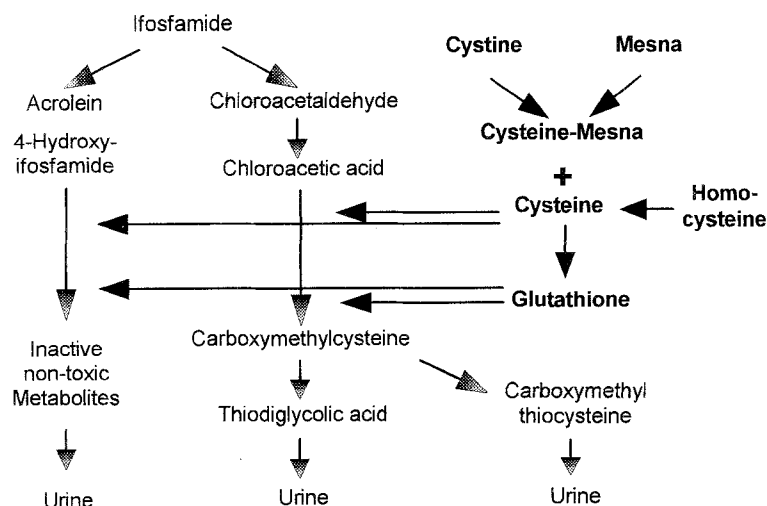 Ifosfamide
Cystine
Mesna
Acrolein
Chloroacetaldehyde
4-Hydroxy-
ifosfamide
Chloroacetic acid
Cysteine-Mesna
+
Cysteine
Homo-
cysteine
Glutathione
Inactive
non-toxic
Metabolites
Carboxymethylcysteine
Thiodiglycolic acid
Carboxymethyl
thiocysteine
Urine
Urine
Urine